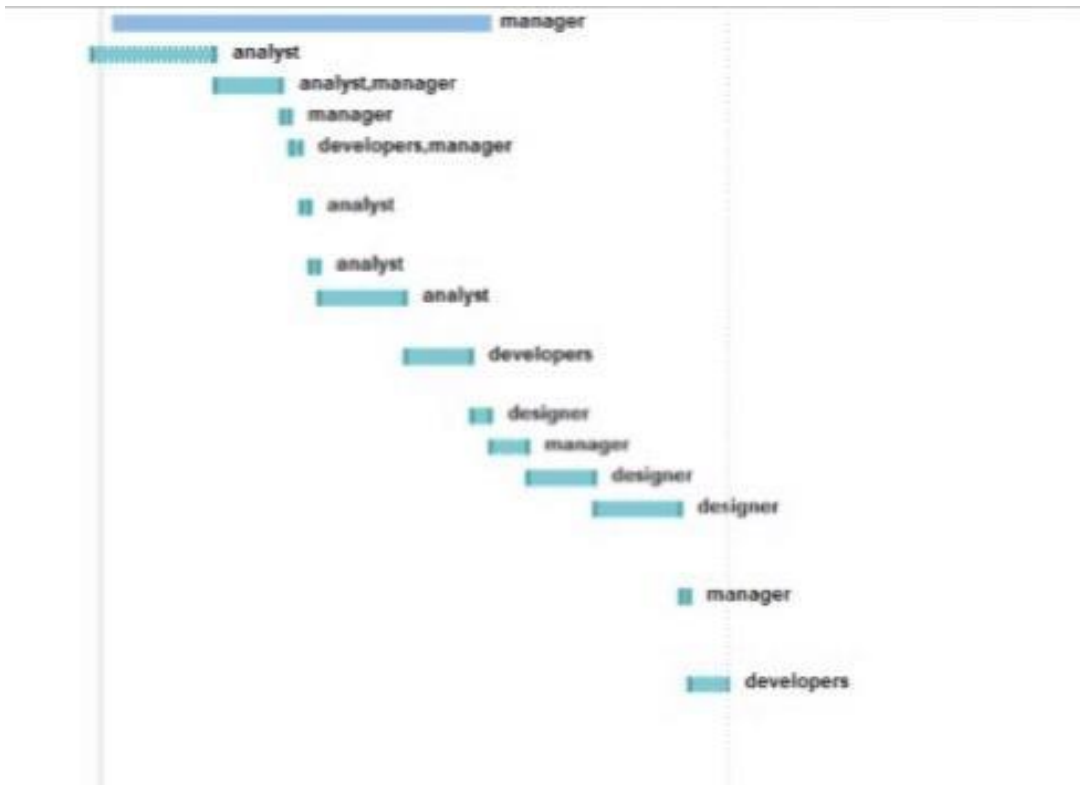 manager
analyst
analyst,manager
manager
developers,manager
analyst
analyst
analyst
developers
designer
manager
designer
designer
manager
developers